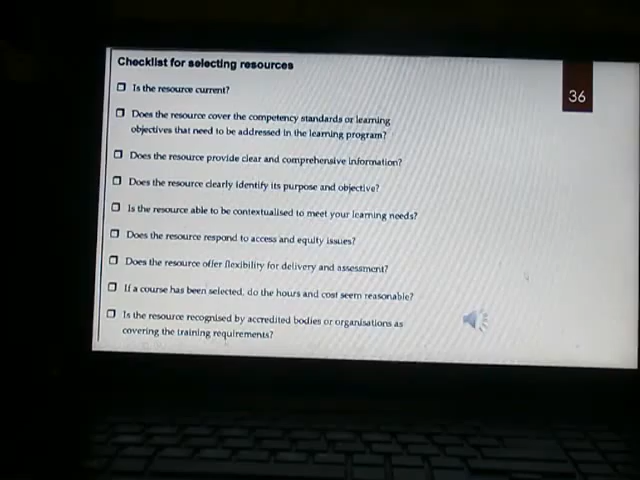 Checklist for selecting resources
36
Is the resource current?
Does the resource cover the competency standards or learning
objectives that need to be addressed in the learning program?
Does the resource provide clear and comprehensive information?
Does the resource clearly identify its purpose and objective?
Is the resource able to be contextualised to meet your learning needs?
Does the resource respond to access and equity issues?
Does the resource offer flexibility for delivery and assessment?
If a course has been selected, do the hours and cost seem reasonable?
Is the resource recognised by accredited bodies or organisations as
covering the training requirements?